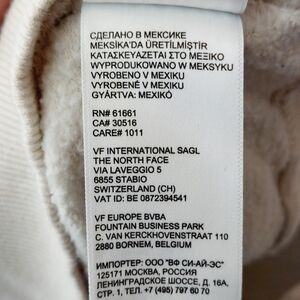 СДЕЛАНО В МЕКСИКЕ
MEKSİKA'DA ÜRETİLMİŞTİR
ΚΑΤΑΣΚΕΥΑΖΕΤΑΙ ΣΤΟ ΜΕΞΙΚΟ
WYPRODUKOWANO W MEKSYKU
VYROBENO V MEXIKU
VYROBENÉ V MEXIKU
GYÁRTVA: MEXIKÓ
RN# 61661
CA# 30516
CARE# 1011
VF INTERNATIONAL SAGL
THE NORTH FACE
VIA LAVEGGIO 5
6855 STABIO
SWITZERLAND (CH)
VAT ID: BE 0872394541
VF EUROPE BVBA
FOUNTAIN BUSINESS PARK
C. VAN KERCKHOVENSTRAAT 110
2880 BORNEM, BELGIUM
ИМПОРТЕР: ООО "ВФ СИ-АЙ-ЭС"
125171 МОСКВА, РОССИЯ
ЛЕНИНГРАДСКОЕ ШОССЕ, Д. 16А,
СТР. 1, ТЕЛ. +7 (495) 797 60